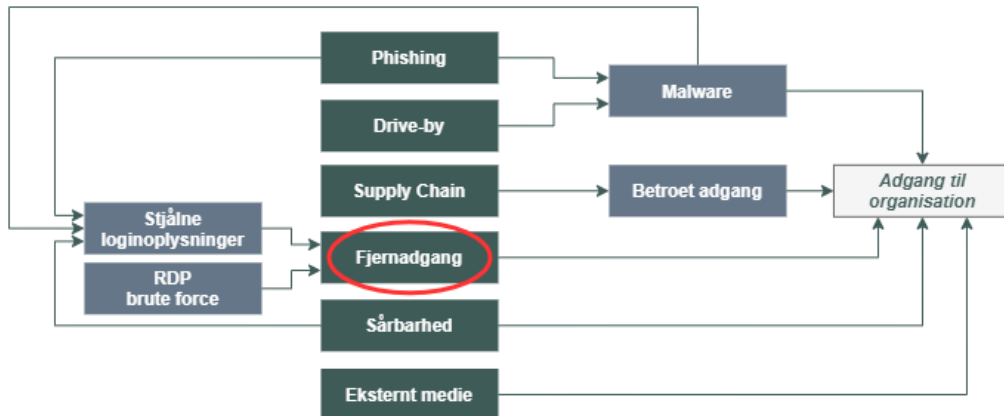 Phishing
Malware
Drive-by
Supply Chain
Betroet adgang
Adgang til
organisation
Stjålne
loginoplysninger
Fjernadgang
RDP
brute force
Sårbarhed
Eksternt medie